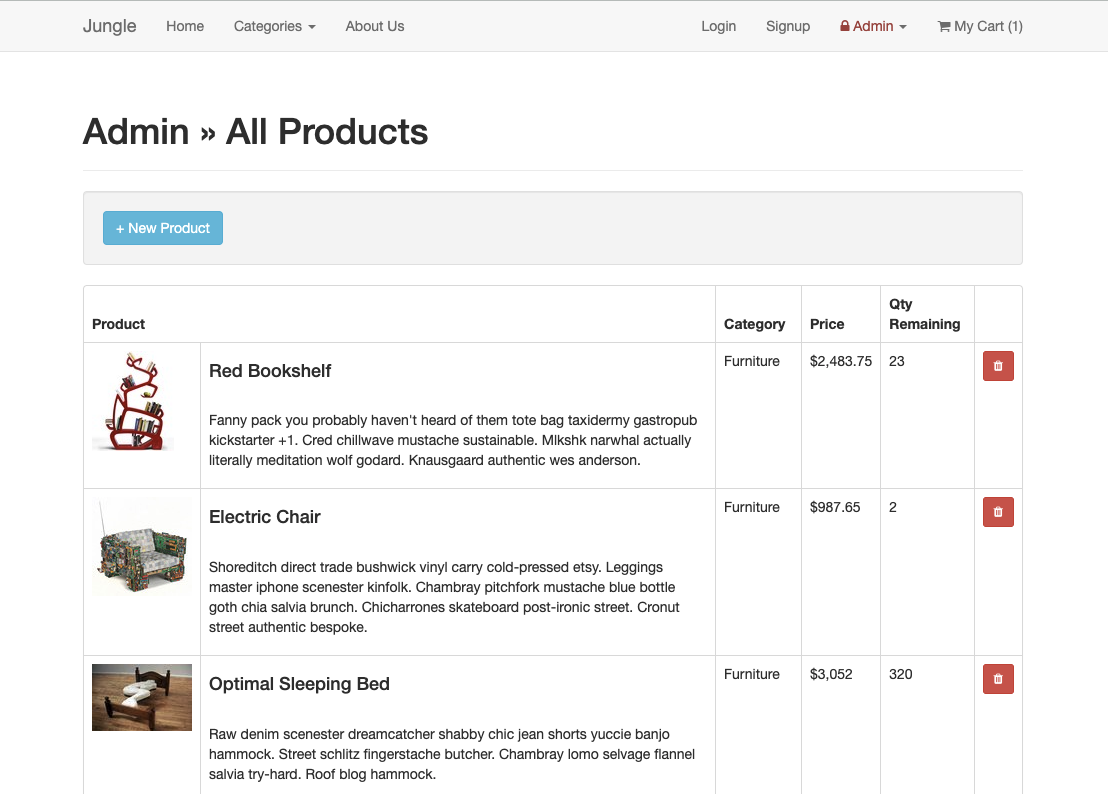 Jungle Home Categories About Us Login Signup Admin My Cart (1)
Admin » All Products
+ New Product
Product Category Price Qty Remaining
Red Bookshelf
Furniture $2,483.75 23
Fanny pack you probably haven't heard of them tote bag taxidermy gastropub
kickstarter +1. Cred chillwave mustache sustainable. Mlkshk narwhal actually
literally meditation wolf godard. Knausgaard authentic wes anderson.
Electric Chair
Furniture $987.65 2
Shoreditch direct trade bushwick vinyl carry cold-pressed etsy. Leggings
master iphone scenester kinfolk. Chambray pitchfork mustache blue bottle
goth chia salvia brunch. Chicharrones skateboard post-ironic street. Cronut
street authentic bespoke.
Optimal Sleeping Bed
Furniture $3,052 320
Raw denim scenester dreamcatcher shabby chic jean shorts yuccie banjo
hammock. Street schlitz fingerstache butcher. Chambray lomo selvage flannel
salvia try-hard. Roof blog hammock.